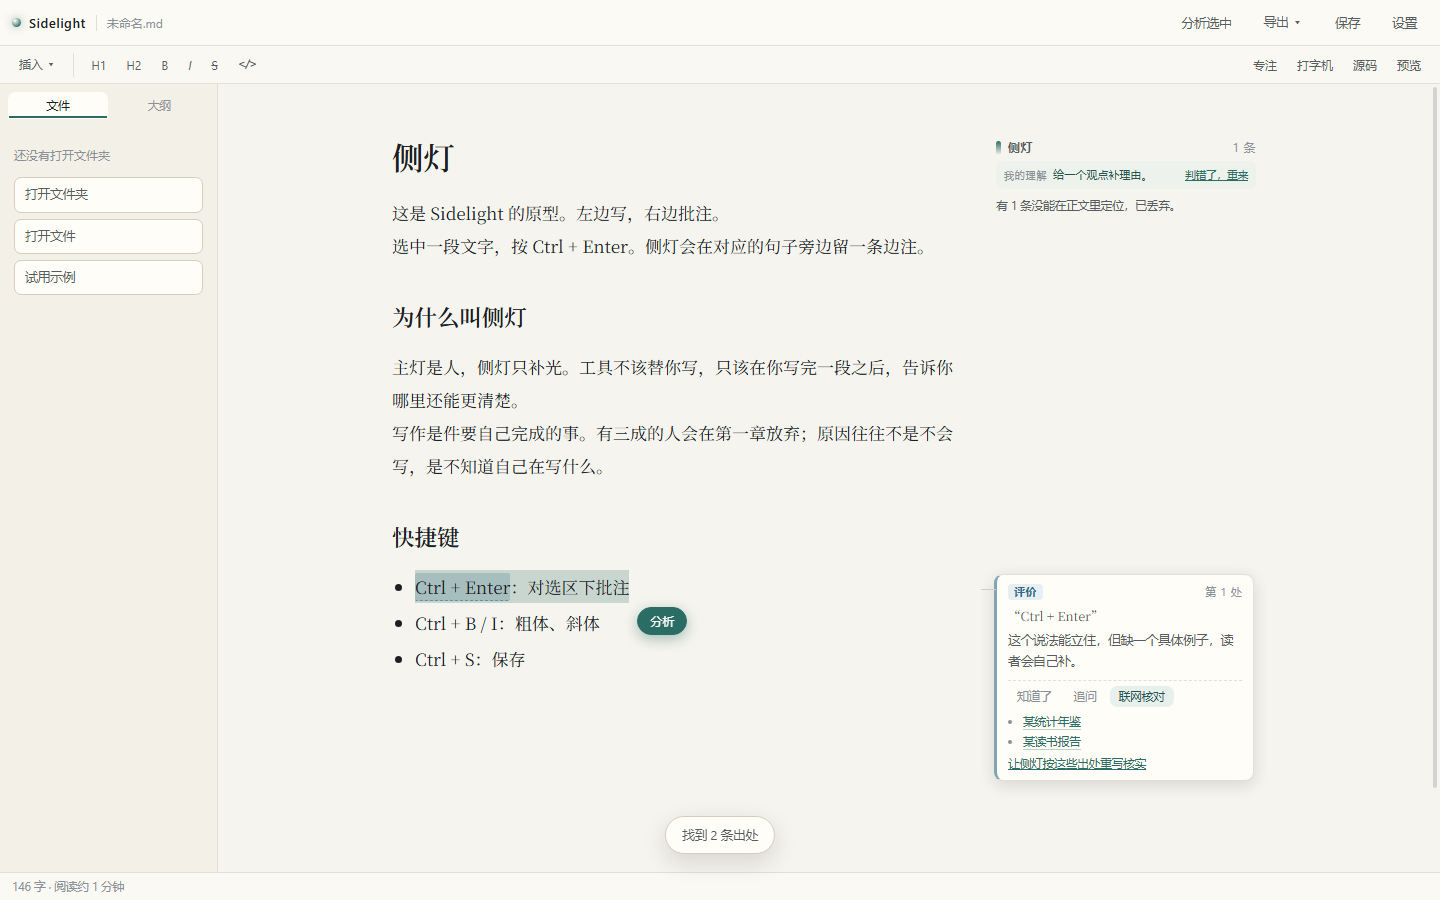 Sidelight 未命名.md 分析选中 导出 保存 设置
插入 H1 H2 B I S </> 专注 打字机 源码 预览
文件 大纲
还没有打开文件夹
打开文件夹
打开文件
试用示例
侧灯
这是 Sidelight 的原型。左边写，右边批注。
选中一段文字，按 Ctrl + Enter。侧灯会在对应的句子旁边留一条边注。
为什么叫侧灯
主灯是人，侧灯只补光。工具不该替你写，只该在你写完一段之后，告诉你
哪里还能更清楚。
写作是件要自己完成的事。有三成的人会在第一章放弃；原因往往不是不会
写，是不知道自己在写什么。
快捷键
Ctrl + Enter：对选区下批注
Ctrl + B / I：粗体、斜体
Ctrl + S：保存
分析
侧灯 1 条
我的理解 给一个观点补理由。 判错了，重来
有 1 条没能在正文里定位，已丢弃。
评价 第 1 处
“Ctrl + Enter”
这个说法能立住，但缺一个具体例子，读
者会自己补。
知道了 追问 联网核对
某统计年鉴
某读书报告
让侧灯按这些出处重写核实
找到 2 条出处
146 字 · 阅读约 1 分钟